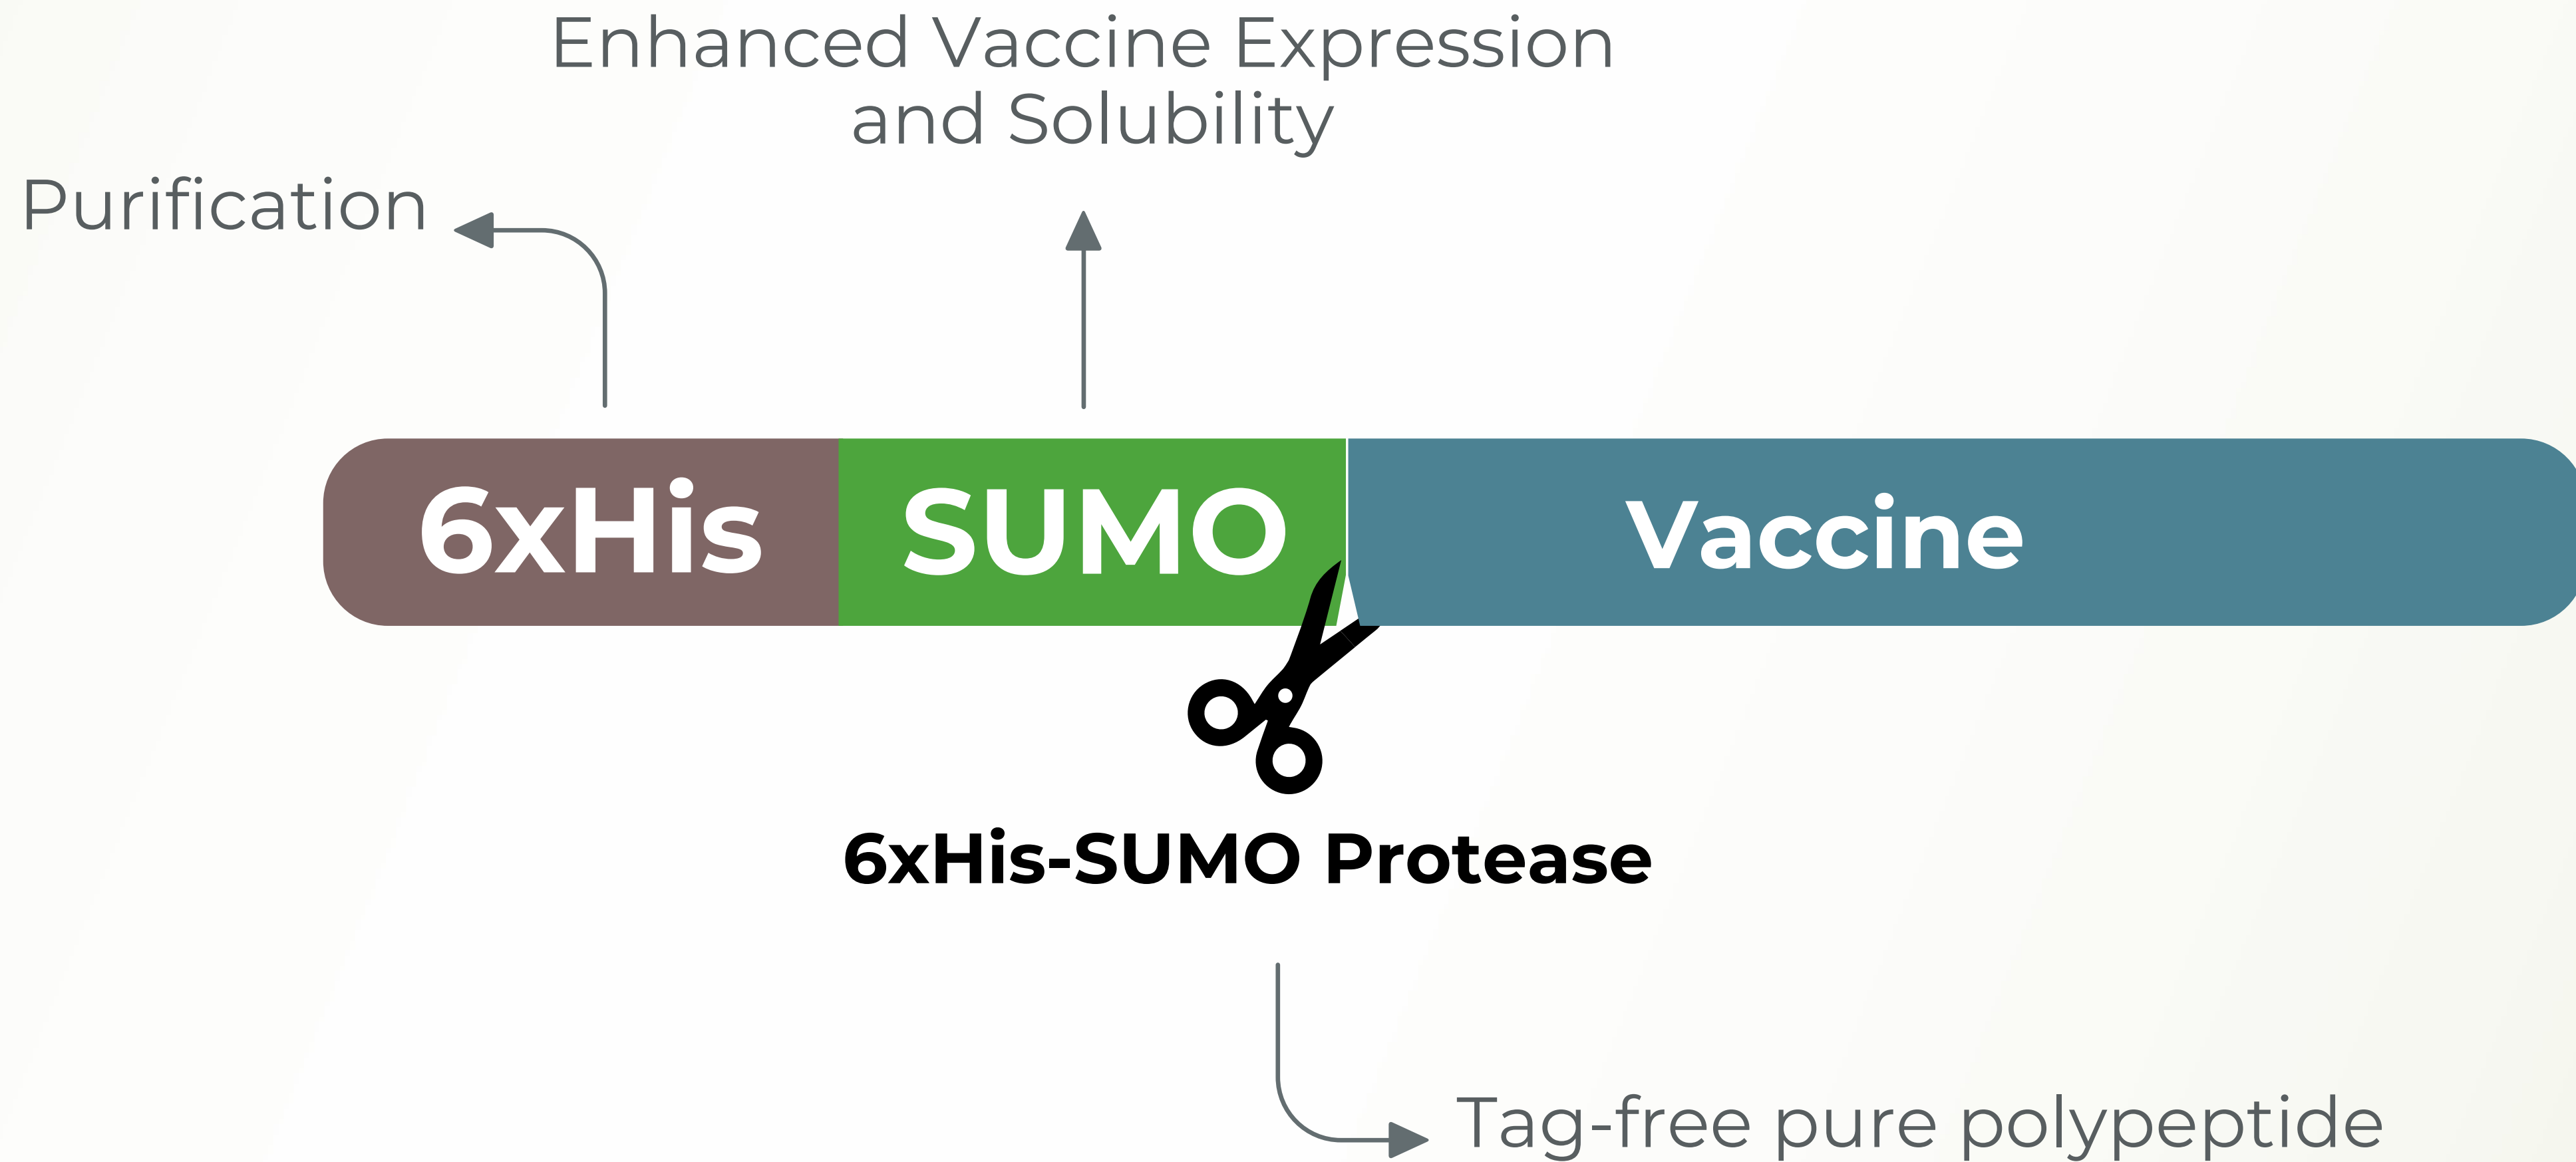 Enhanced Vaccine Expression
and Solubility
Purification
6xHis
SUMO
Vaccine
6xHis-SUMO Protease
Tag-free pure polypeptide